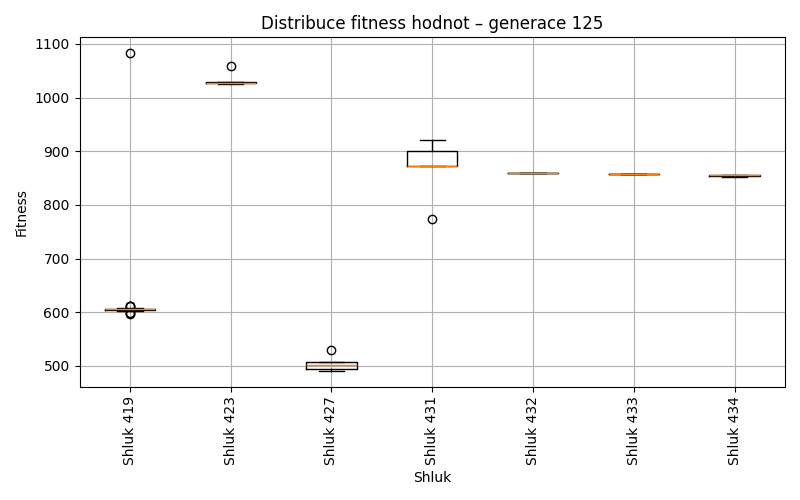 Distribuce fitness hodnot – generace 125
Fitness
1100
1000
900
800
700
600
500
Shluk 419
Shluk 423
Shluk 427
Shluk 431
Shluk 432
Shluk 433
Shluk 434
Shluk